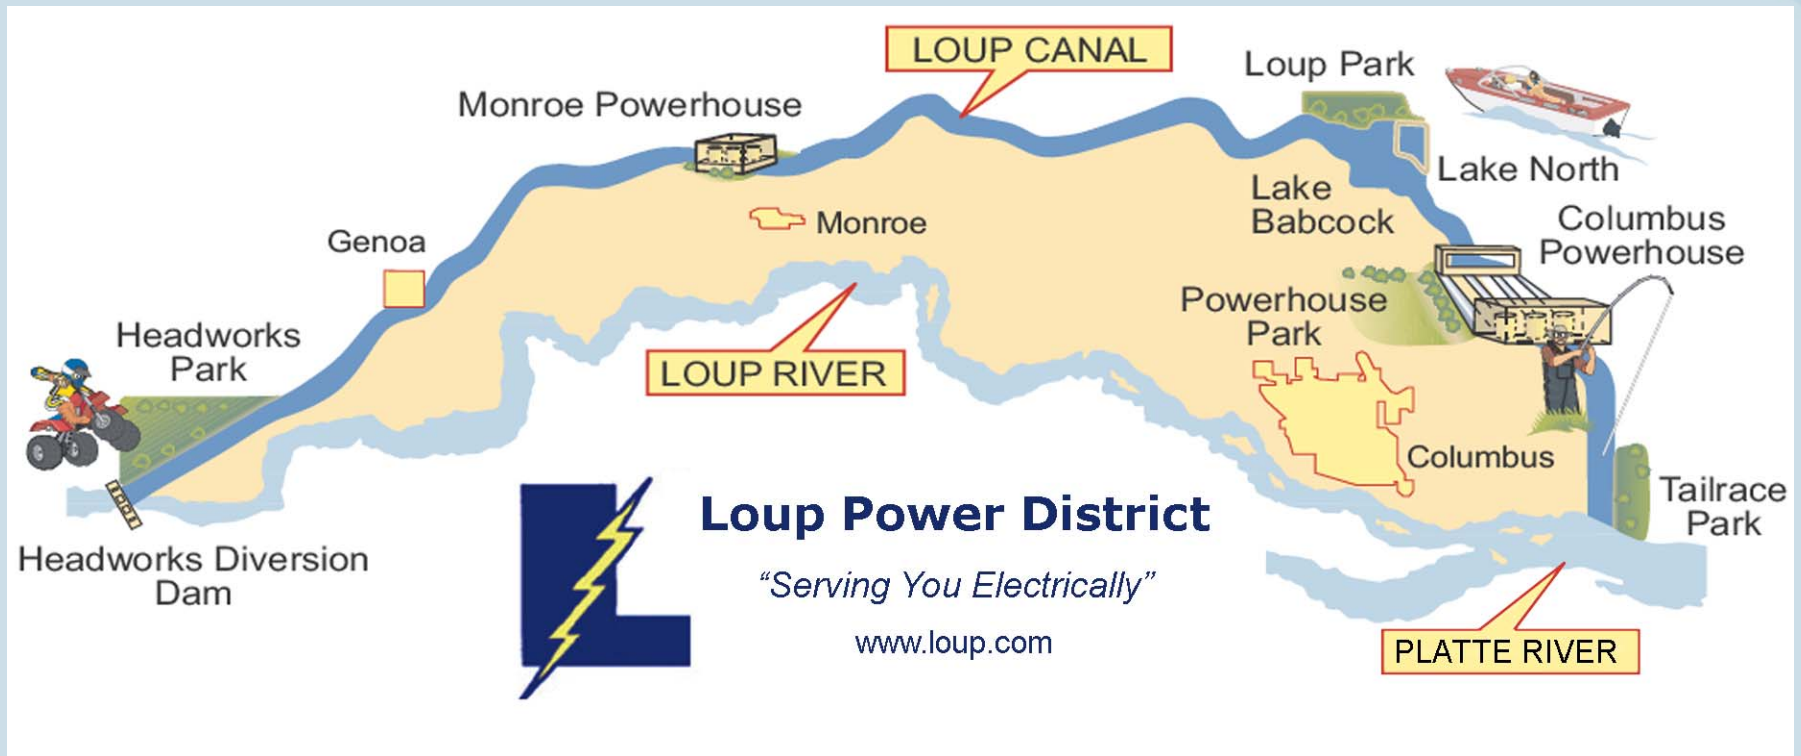 LOUP CANAL
Loup Park
Monroe Powerhouse
Lake North
Lake
Babcock
Columbus
Powerhouse
Monroe
Genoa
Powerhouse
Park
Headworks
Park
LOUP RIVER
Columbus
Tailrace
Park
Headworks Diversion
Dam
Loup Power District
“Serving You Electrically”
www.loup.com
PLATTE RIVER